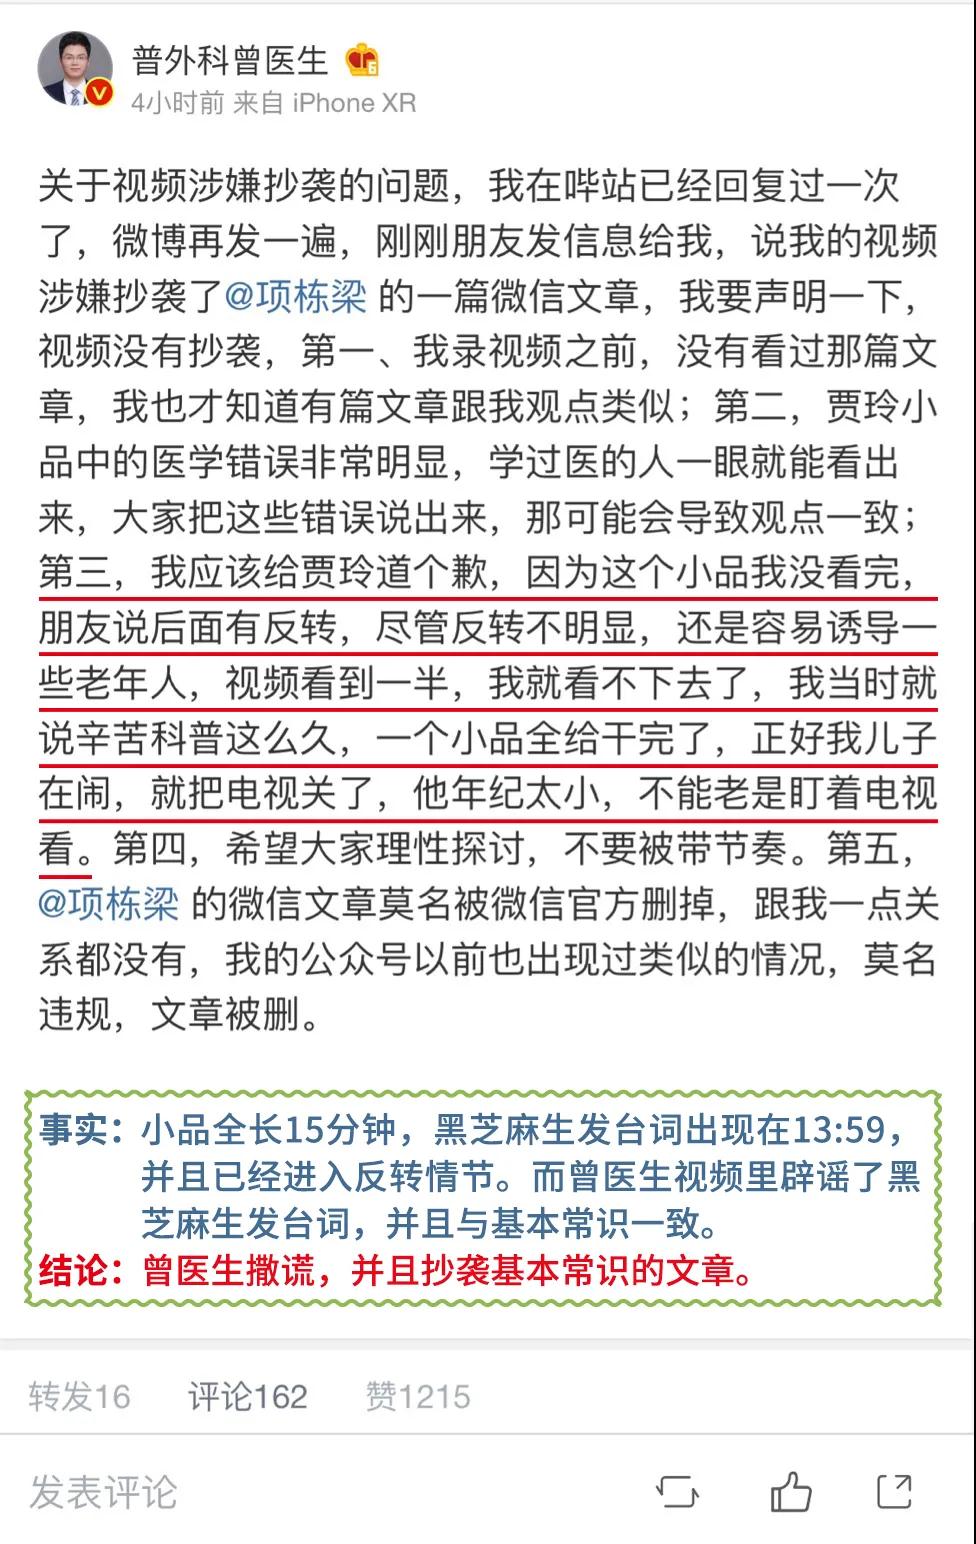 普外科曾医生
6
V
4小时前 来自 iPhone XR
关于视频涉嫌抄袭的问题，我在哔站已经回复过一次
了，微博再发一遍，刚刚朋友发信息给我，说我的视频
涉嫌抄袭了@项栋梁 的一篇微信文章，我要声明一下，
视频没有抄袭，第一、我录视频之前，没有看过那篇文
章，我也才知道有篇文章跟我观点类似；第二，贾玲小
品中的医学错误非常明显，学过医的人一眼就能看出
来，大家把这些错误说出来，那可能会导致观点一致；
第三，我应该给贾玲道个歉，因为这个小品我没看完，
朋友说后面有反转，尽管反转不明显，还是容易诱导一
些老年人，视频看到一半，我就看不下去了，我当时就
说辛苦科普这么久，一个小品全给干完了，正好我儿子
在闹，就把电视关了，他年纪太小，不能老是盯着电视
看。第四，希望大家理性探讨，不要被带节奏。第五，
@项栋梁 的微信文章莫名被微信官方删掉，跟我一点关
系都没有，我的公众号以前也出现过类似的情况，莫名
违规，文章被删。
事实：小品全长15分钟，黑芝麻生发台词出现在13:59，
并且已经进入反转情节。而曾医生视频里辟谣了黑
芝麻生发台词，并且与基本常识一致。
结论：曾医生撒谎，并且抄袭基本常识的文章。
转发16 评论162 赞1215
发表评论